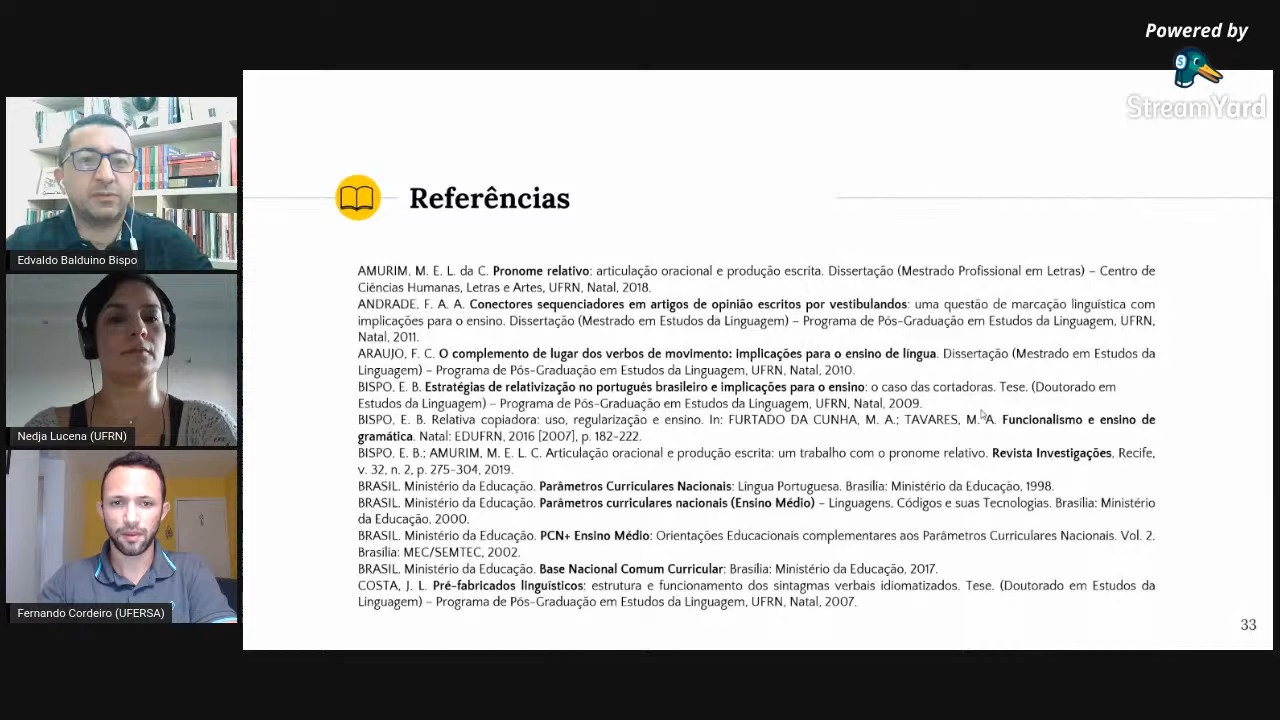 Powered by
StreamYard
Edvaldo Balduino Bispo
Nedja Lucena (UFRN)
Fernando Cordeiro (UFERSA)
Referências
AMURIM, M. E. L. da C. Pronome relativo: articulação oracional e produção escrita. Dissertação (Mestrado Profissional em Letras) – Centro de
Ciências Humanas, Letras e Artes, UFRN, Natal, 2018.
ANDRADE, F. A. A. Conectores sequenciadores em artigos de opinião escritos por vestibulandos: uma questão de marcação linguística com
implicações para o ensino. Dissertação (Mestrado em Estudos da Linguagem) – Programa de Pós-Graduação em Estudos da Linguagem, UFRN,
Natal, 2011.
ARAUJO, F. C. O complemento de lugar dos verbos de movimento: implicações para o ensino de língua. Dissertação (Mestrado em Estudos da
Linguagem) – Programa de Pós-Graduação em Estudos da Linguagem, UFRN, Natal, 2010.
BISPO, E. B. Estratégias de relativização no português brasileiro e implicações para o ensino: o caso das cortadoras. Tese. (Doutorado em
Estudos da Linguagem) – Programa de Pós-Graduação em Estudos da Linguagem, UFRN, Natal, 2009.
BISPO, E. B. Relativa copiadora: uso, regularização e ensino. In: FURTADO DA CUNHA, M. A.; TAVARES, M. A. Funcionalismo e ensino de
gramática. Natal: EDUFRN, 2016 [2007], p. 182-222.
BISPO, E. B.; AMURIM, M. E. L. C. Articulação oracional e produção escrita: um trabalho com o pronome relativo. Revista Investigações, Recife,
v. 32, n. 2, p. 275-304, 2019.
BRASIL. Ministério da Educação. Parâmetros Curriculares Nacionais: Língua Portuguesa. Brasília: Ministério da Educação, 1998.
BRASIL. Ministério da Educação. Parâmetros curriculares nacionais (Ensino Médio) – Linguagens. Códigos e suas Tecnologias. Brasília: Ministério
da Educação, 2000.
BRASIL. Ministério da Educação. PCN+ Ensino Médio: Orientações Educacionais complementares aos Parâmetros Curriculares Nacionais. Vol. 2.
Brasília: MEC/SEMTEC, 2002.
BRASIL. Ministério da Educação. Base Nacional Comum Curricular: Brasília: Ministério da Educação, 2017.
COSTA, J. L. Pré-fabricados linguísticos: estrutura e funcionamento dos sintagmas verbais idiomatizados. Tese. (Doutorado em Estudos da
Linguagem) – Programa de Pós-Graduação em Estudos da Linguagem, UFRN, Natal, 2007.
33